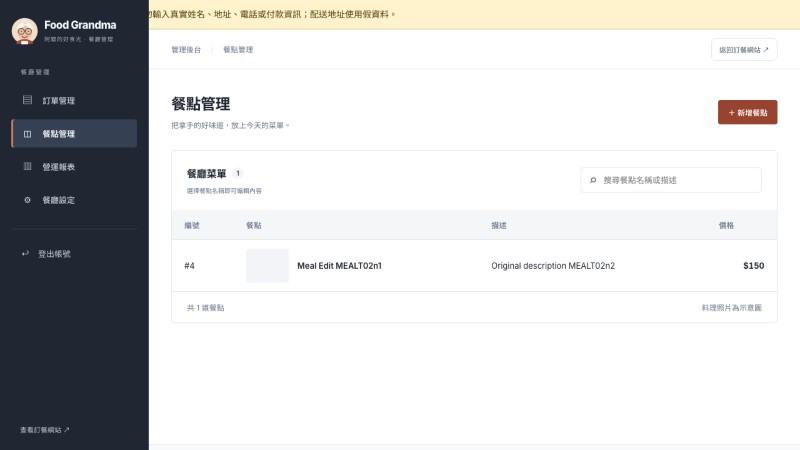 勿輸入真實姓名、地址、電話或付款資訊；配送地址使用假資料。
Food Grandma
阿嬤的好食光 · 餐廳管理
餐廳管理
訂單管理
餐點管理
營運報表
餐廳設定
登出帳號
查看訂餐網站 ↗
管理後台
餐點管理
返回訂餐網站 ↗
餐點管理
把拿手的好味道，放上今天的菜單。
＋ 新增餐點
餐廳菜單 1
選擇餐點名稱即可編輯內容
搜尋餐點名稱或描述
編號 餐點 描述 價格
#4 Meal Edit MEALT02n1 Original description MEALT02n2 $150
共 1 道餐點
料理照片為示意圖